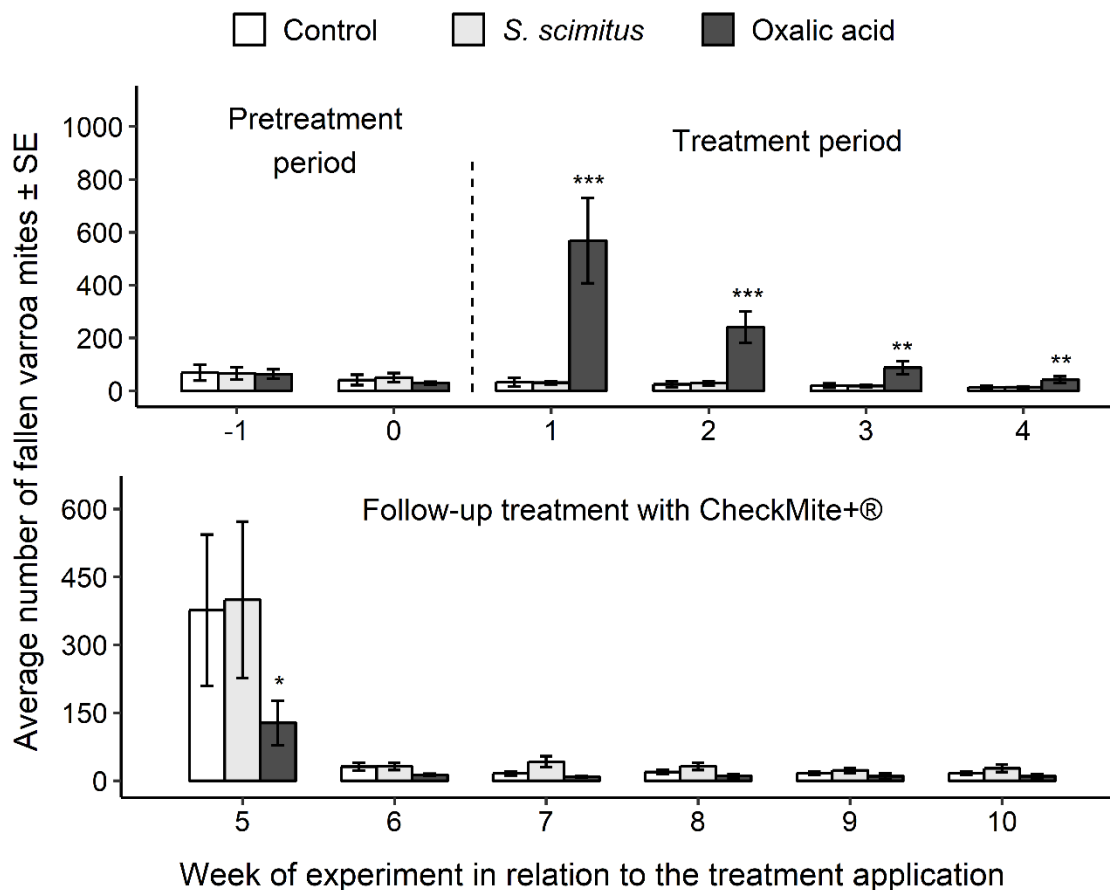 Control S. scimitus Oxalic acid
Average number of fallen varroa mites ± SE
Pretreatment
period
Treatment period
1000
800
600
400
200
0
***
***
**
**
-1 0 1 2 3 4
Follow-up treatment with CheckMite+®
600
450
300
150
0
*
5 6 7 8 9 10
Week of experiment in relation to the treatment application